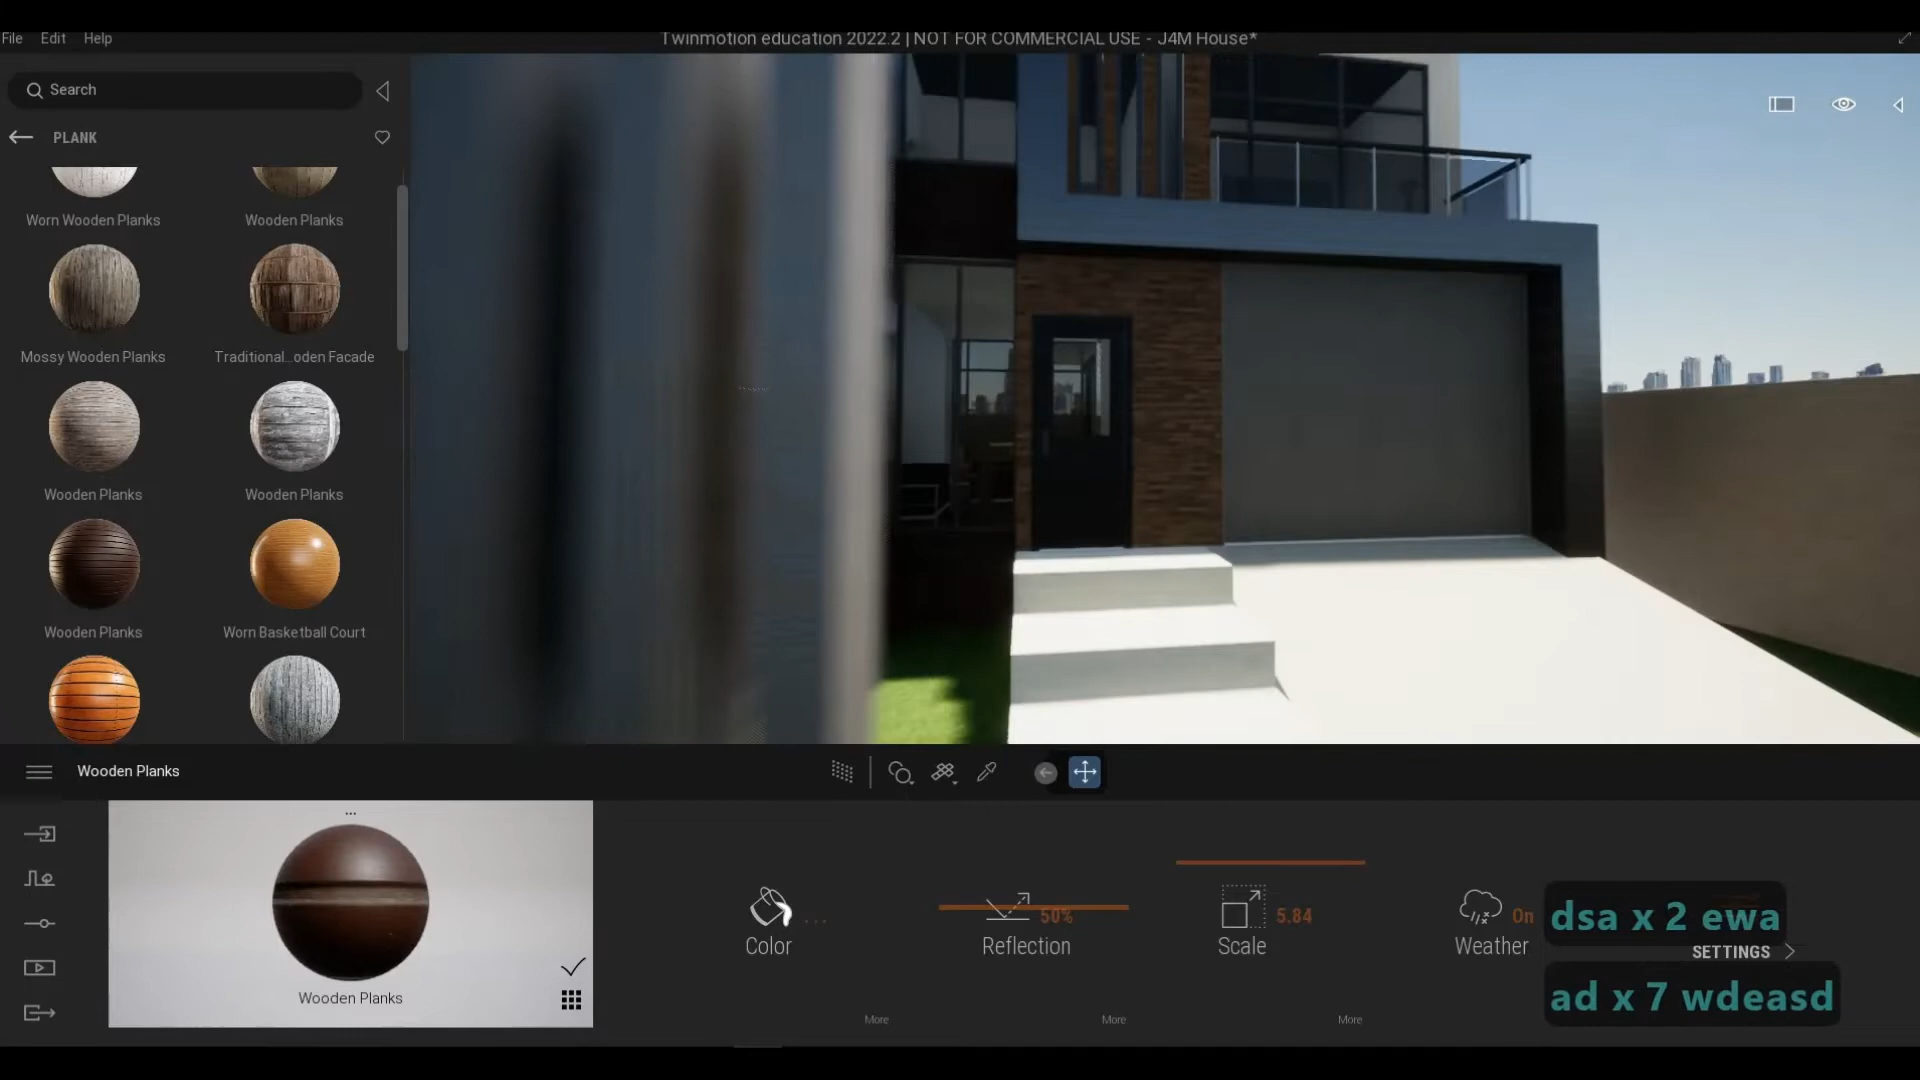 File Edit Help
Twinmotion education 2022.2 | NOT FOR COMMERCIAL USE - J4M House*
Search
PLANK
Worn Wooden Planks Wooden Planks
Mossy Wooden Planks Traditional...oden Facade
Wooden Planks Wooden Planks
Wooden Planks Worn Basketball Court
Wooden Planks
...
Wooden Planks
... 
Color
50%
Reflection
5.84
Scale
On
Weather
dsa x 2 ewa
SETTINGS
ad x 7 wdeasd
More More More